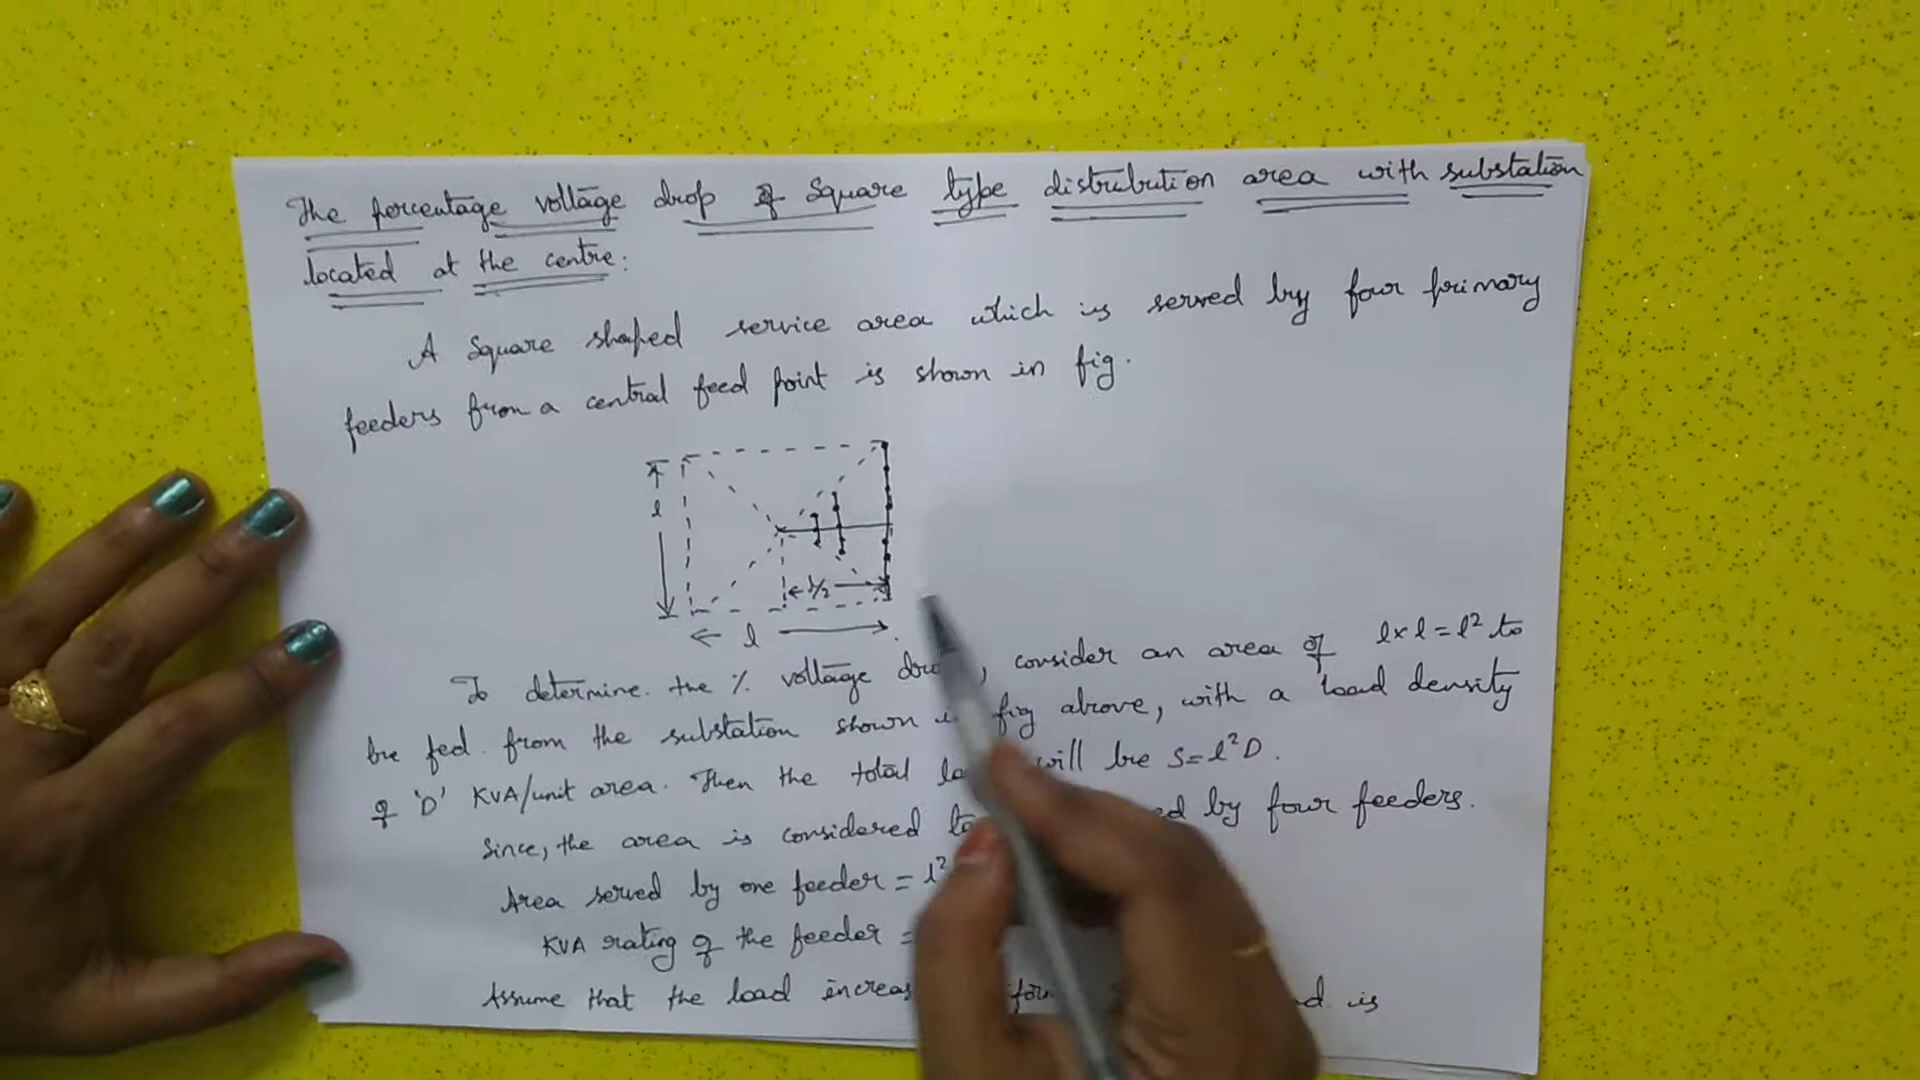 The percentage voltage drop of Square type distribution area with substation
located at the centre:
A square shaped service area which is served by four primary
feeders from a central feed point is shown in fig.
l
l/2
l
To determine the % voltage , consider an area of l×l=l² to
be fed from the substation shown fig above, with a load density
of 'D' KVA/unit area. Then the total will be S=l²D.
Since, the area is considered by four feeders.
Area served by one feeder = l²
KVA rating of the feeder =
Assume that the load is